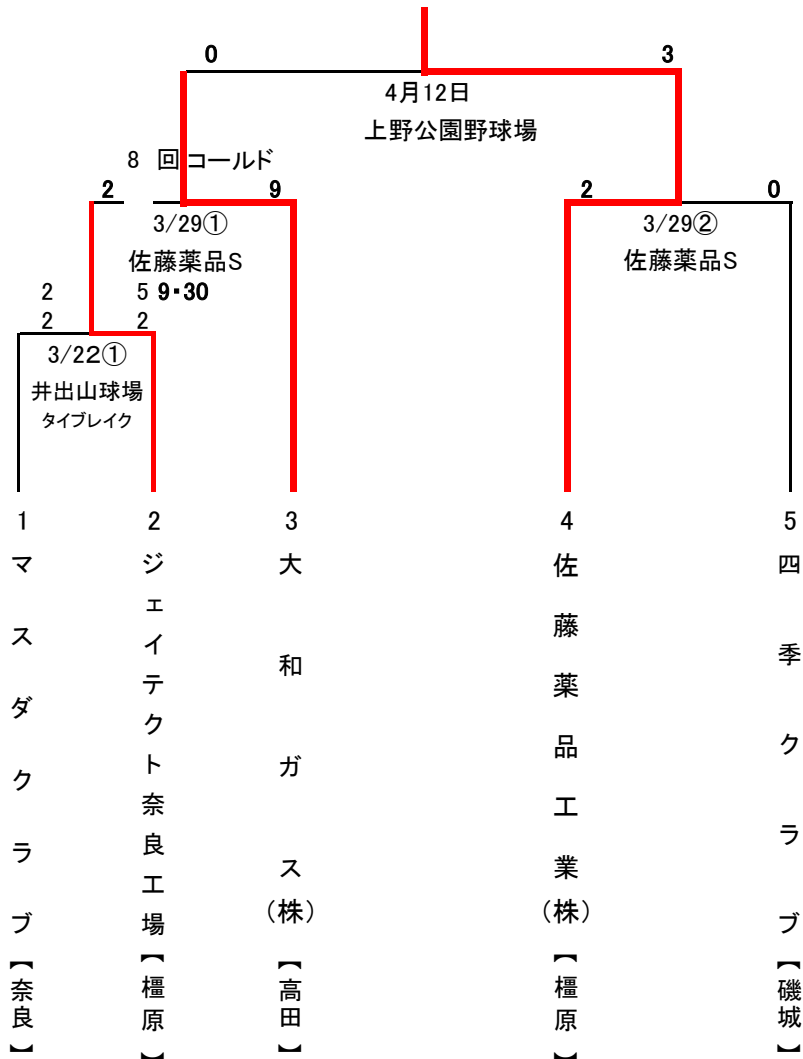 0 3
4月12日
上野公園野球場
8 回 コールド
2 9 2 0
3/29① 3/29②
佐藤薬品S 佐藤薬品S
2 5 9・30
2 2
3/22①
井出山球場
タイブレイク
1 2 3 4 5
マスダクラブ【奈良】
ジェイテクト奈良工場【橿原】
大和ガス(株)【高田】
佐藤薬品工業(株)【橿原】
四季クラブ【磯城】